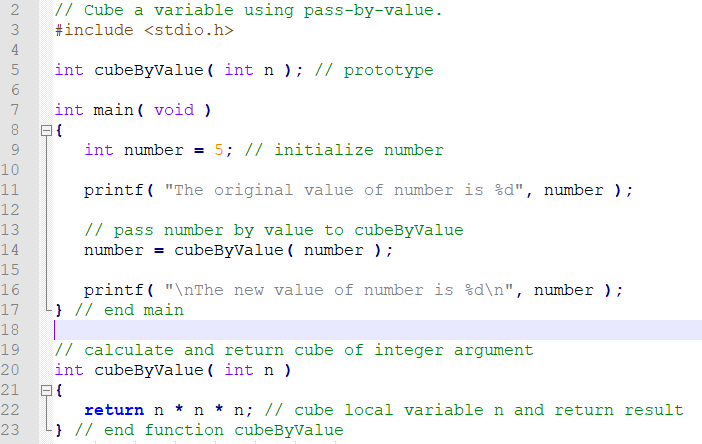 2 // Cube a variable using pass-by-value.
3 #include <stdio.h>
4
5 int cubeByValue( int n ); // prototype
6
7 int main( void )
8 {
9 int number = 5; // initialize number
10
11 printf( "The original value of number is %d", number );
12
13 // pass number by value to cubeByValue
14 number = cubeByValue( number );
15
16 printf( "\nThe new value of number is %d\n", number );
17 } // end main
18
19 // calculate and return cube of integer argument
20 int cubeByValue( int n )
21 {
22 return n * n * n; // cube local variable n and return result
23 } // end function cubeByValue